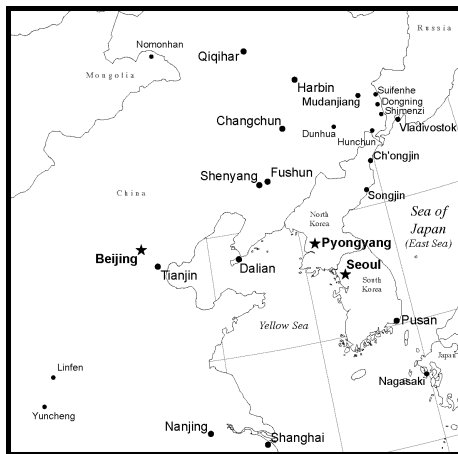 Russia
Nomonhan
Qiqihar
Mongolia
Harbin
Suifenhe
Mudanjiang
Dongning
Shimenzi
Changchun
Vladivostok
Dunhua
Hunchun
Ch'ongjin
Fushun
Shenyang
Songjin
China
Sea of
Japan
(East Sea)
North
Korea
Pyongyang
Beijing
Seoul
Dalian
Tianjin
South
Korea
Pusan
Yellow Sea
Japan
Linfen
Nagasaki
Yuncheng
Nanjing
Shanghai